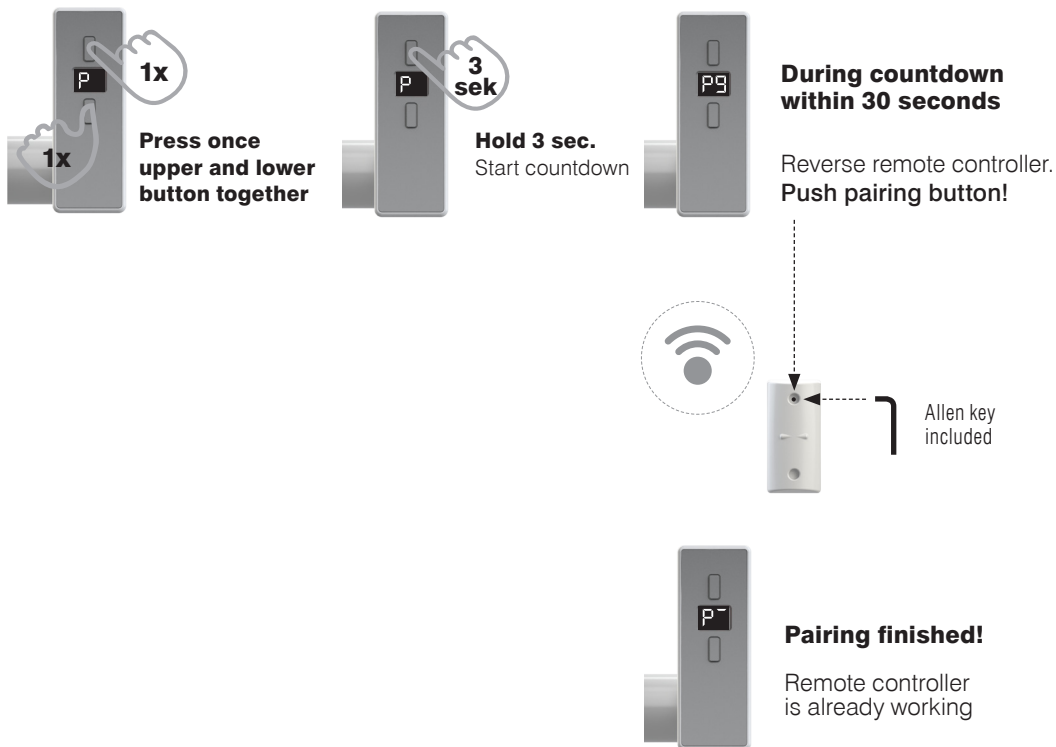 1x
P
1x
Press once
upper and lower
button together
3
sek
P
Hold 3 sec.
Start countdown
P9
During countdown
within 30 seconds
Reverse remote controller.
Push pairing button!
Allen key
included
P‾
Pairing finished!
Remote controller
is already working